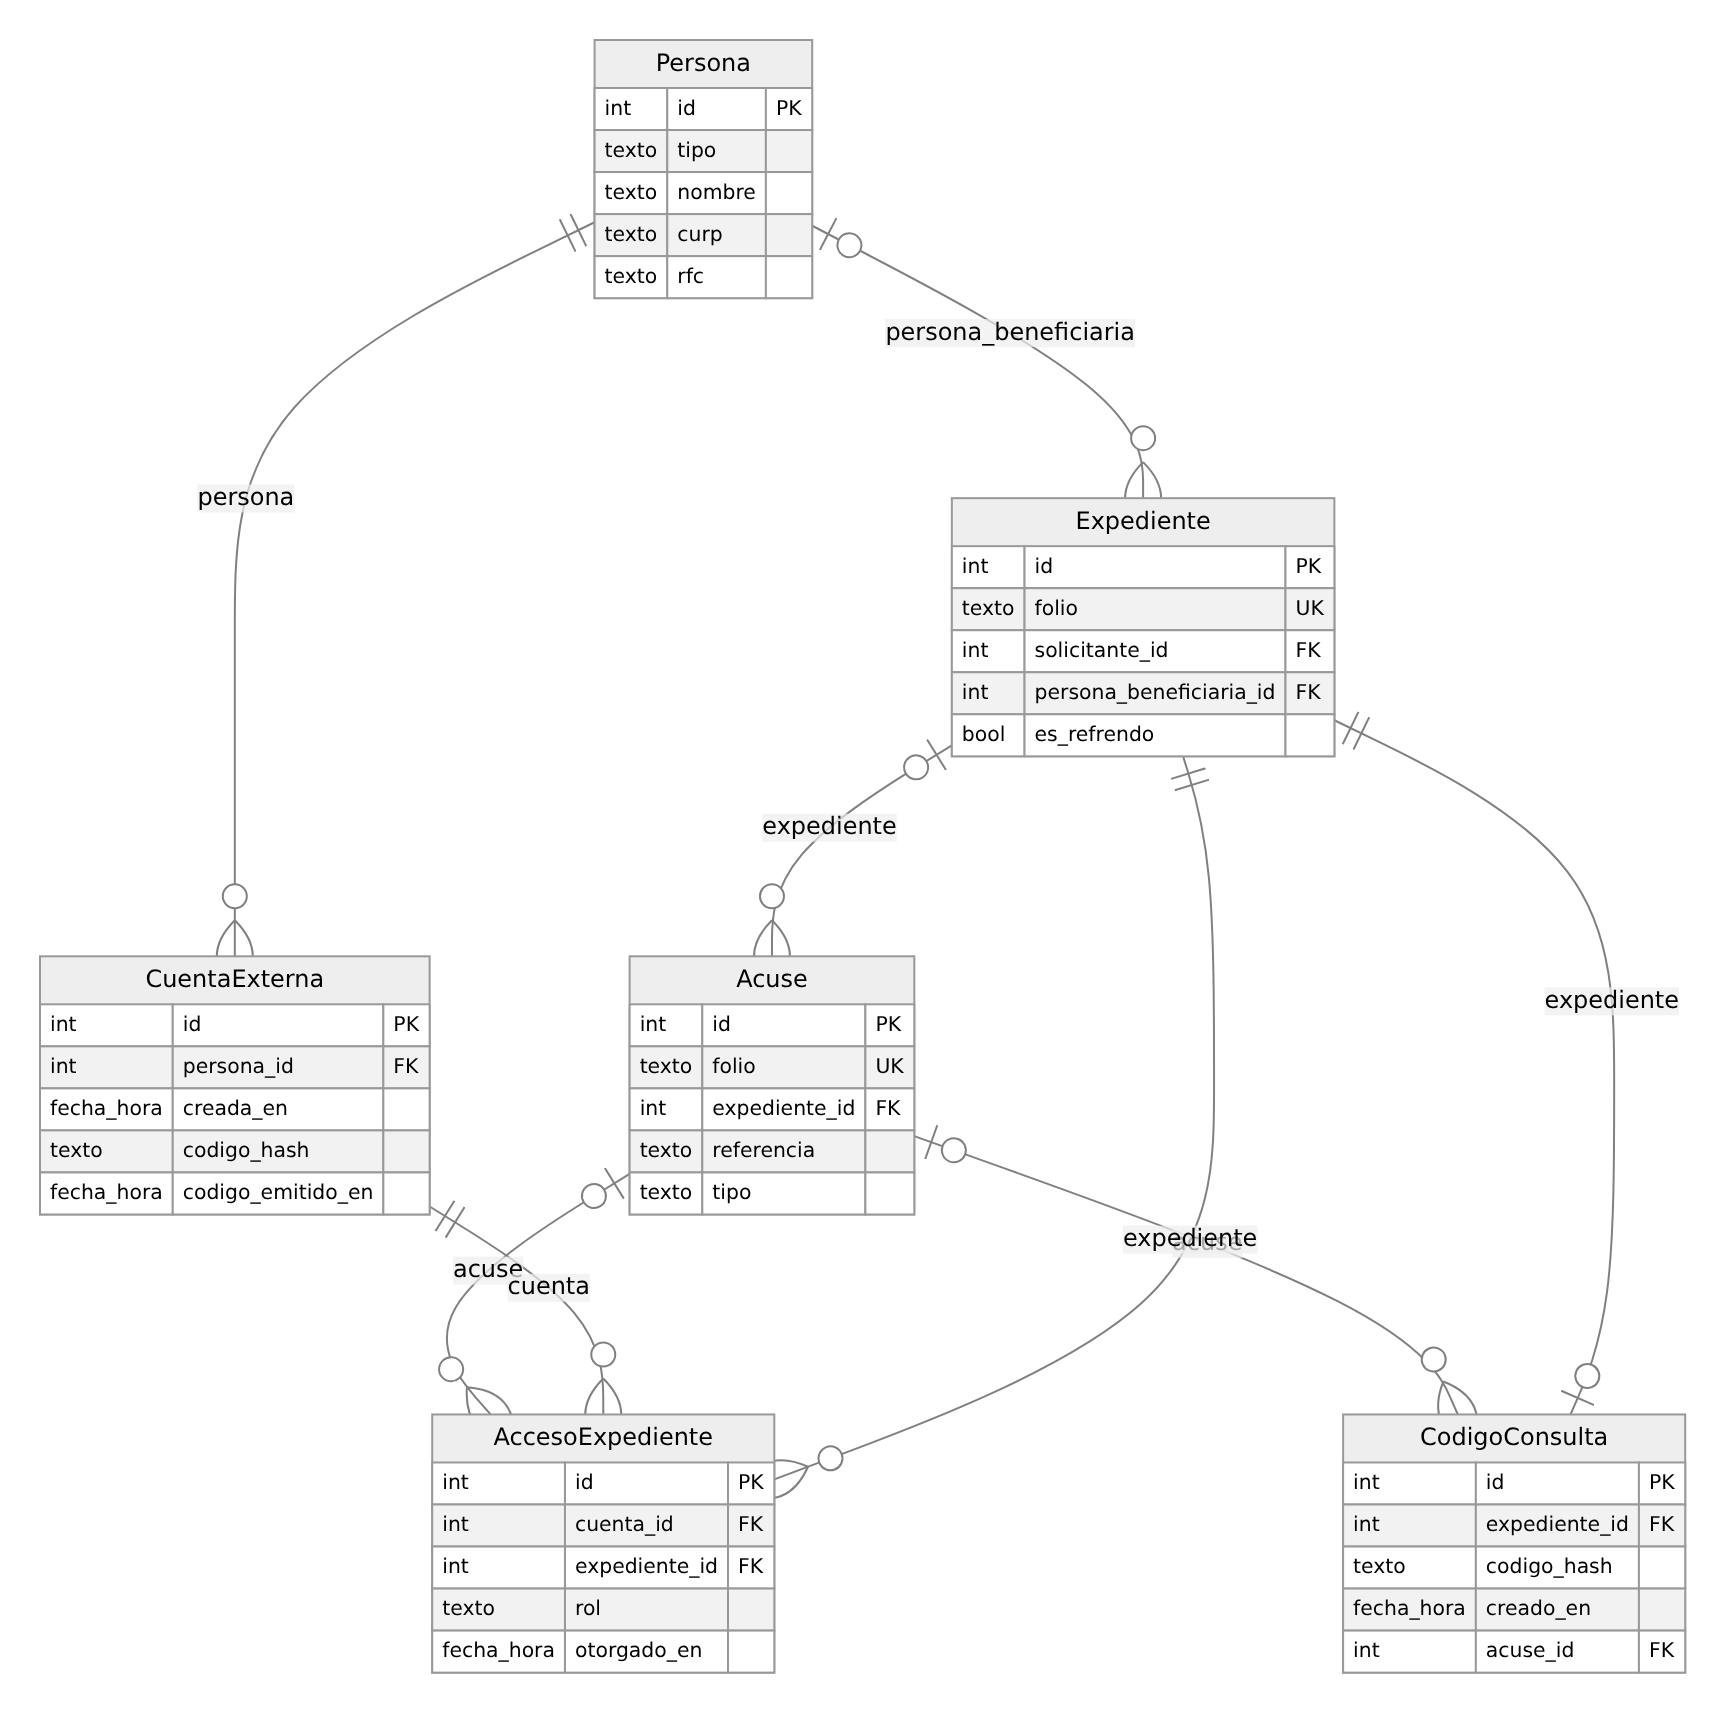 Persona
int id PK
texto tipo
texto nombre
texto curp
texto rfc
persona_beneficiaria
persona
Expediente
int id PK
texto folio UK
int solicitante_id FK
int persona_beneficiaria_id FK
bool es_refrendo
expediente
expediente
CuentaExterna
int id PK
int persona_id FK
fecha_hora creada_en
texto codigo_hash
fecha_hora codigo_emitido_en
Acuse
int id PK
texto folio UK
int expediente_id FK
texto referencia
texto tipo
expediente
acuse
acuse
cuenta
AccesoExpediente
int id PK
int cuenta_id FK
int expediente_id FK
texto rol
fecha_hora otorgado_en
CodigoConsulta
int id PK
int expediente_id FK
texto codigo_hash
fecha_hora creado_en
int acuse_id FK